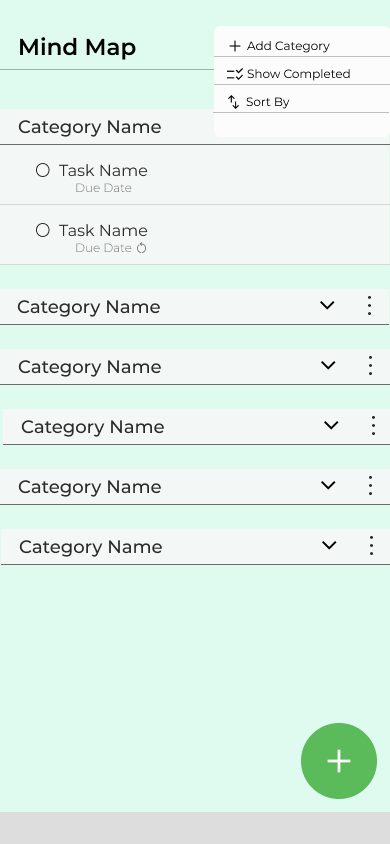 Mind Map
Add Category
Show Completed
Sort By
Category Name
Task Name
Due Date
Task Name
Due Date
Category Name
Category Name
Category Name
Category Name
Category Name